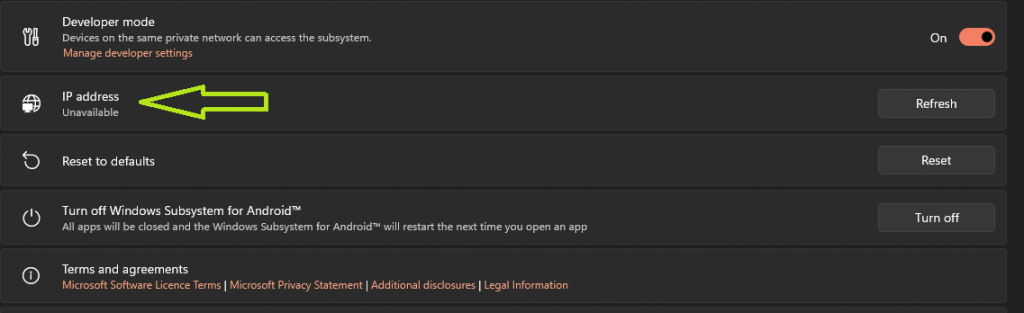 Developer mode
Devices on the same private network can access the subsystem.
Manage developer settings
On
IP address
Unavailable
Refresh
Reset to defaults
Reset
Turn off Windows Subsystem for Android™
All apps will be closed and the Windows Subsystem for Android™ will restart the next time you open an app
Turn off
Terms and agreements
Microsoft Software Licence Terms | Microsoft Privacy Statement | Additional disclosures | Legal Information